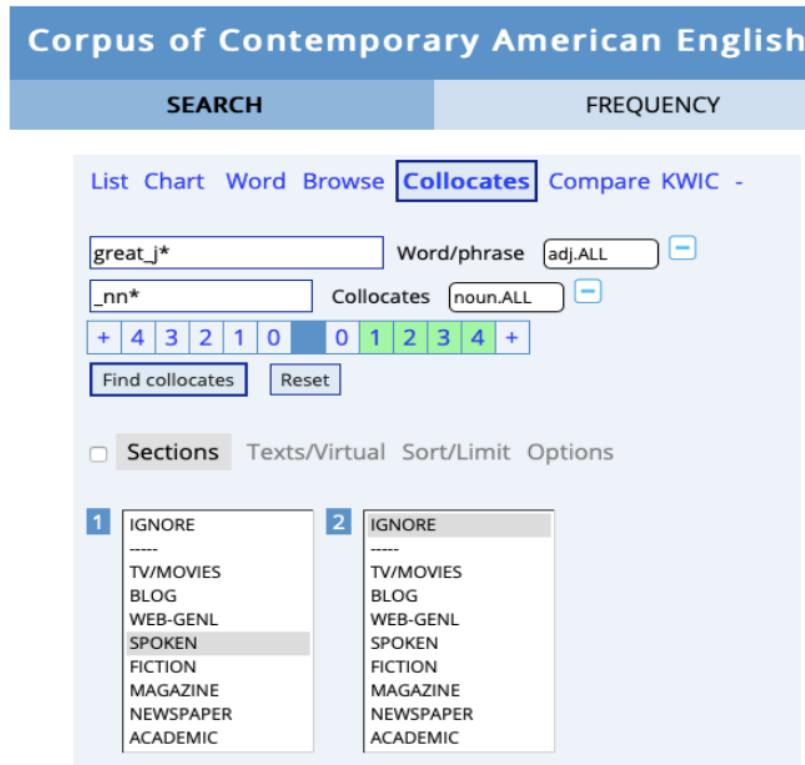 Corpus of Contemporary American English
SEARCH FREQUENCY
List Chart Word Browse Collocates Compare KWIC -
great_j* Word/phrase adj.ALL −
_nn* Collocates noun.ALL −
+ 4 3 2 1 0 0 1 2 3 4 +
Find collocates Reset
Sections Texts/Virtual Sort/Limit Options
1 IGNORE 2 IGNORE
----- -----
TV/MOVIES TV/MOVIES
BLOG BLOG
WEB-GENL WEB-GENL
SPOKEN SPOKEN
FICTION FICTION
MAGAZINE MAGAZINE
NEWSPAPER NEWSPAPER
ACADEMIC ACADEMIC